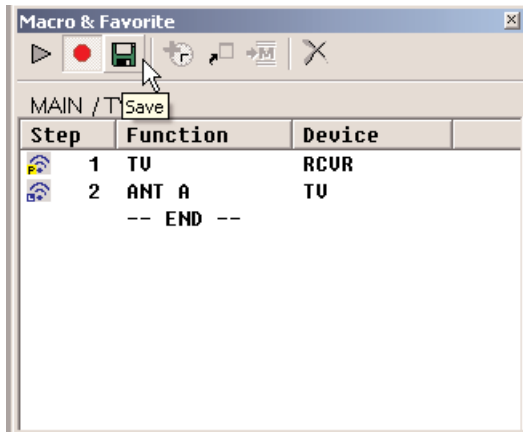 Macro & Favorite
MAIN / T
Save
Step Function Device
1 TV RCVR
2 ANT A TV
-- END --